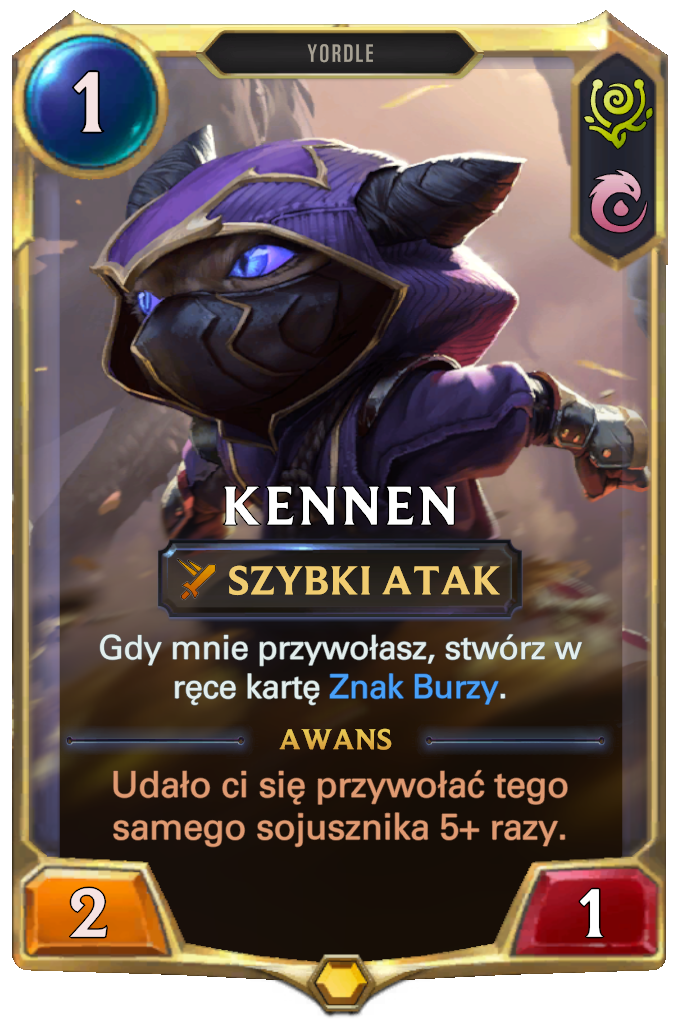 YORDLE
1
KENNEN
SZYBKI ATAK
Gdy mnie przywołasz, stwórz w
ręce kartę Znak Burzy.
AWANS
Udało ci się przywołać tego
samego sojusznika 5+ razy.
2
1